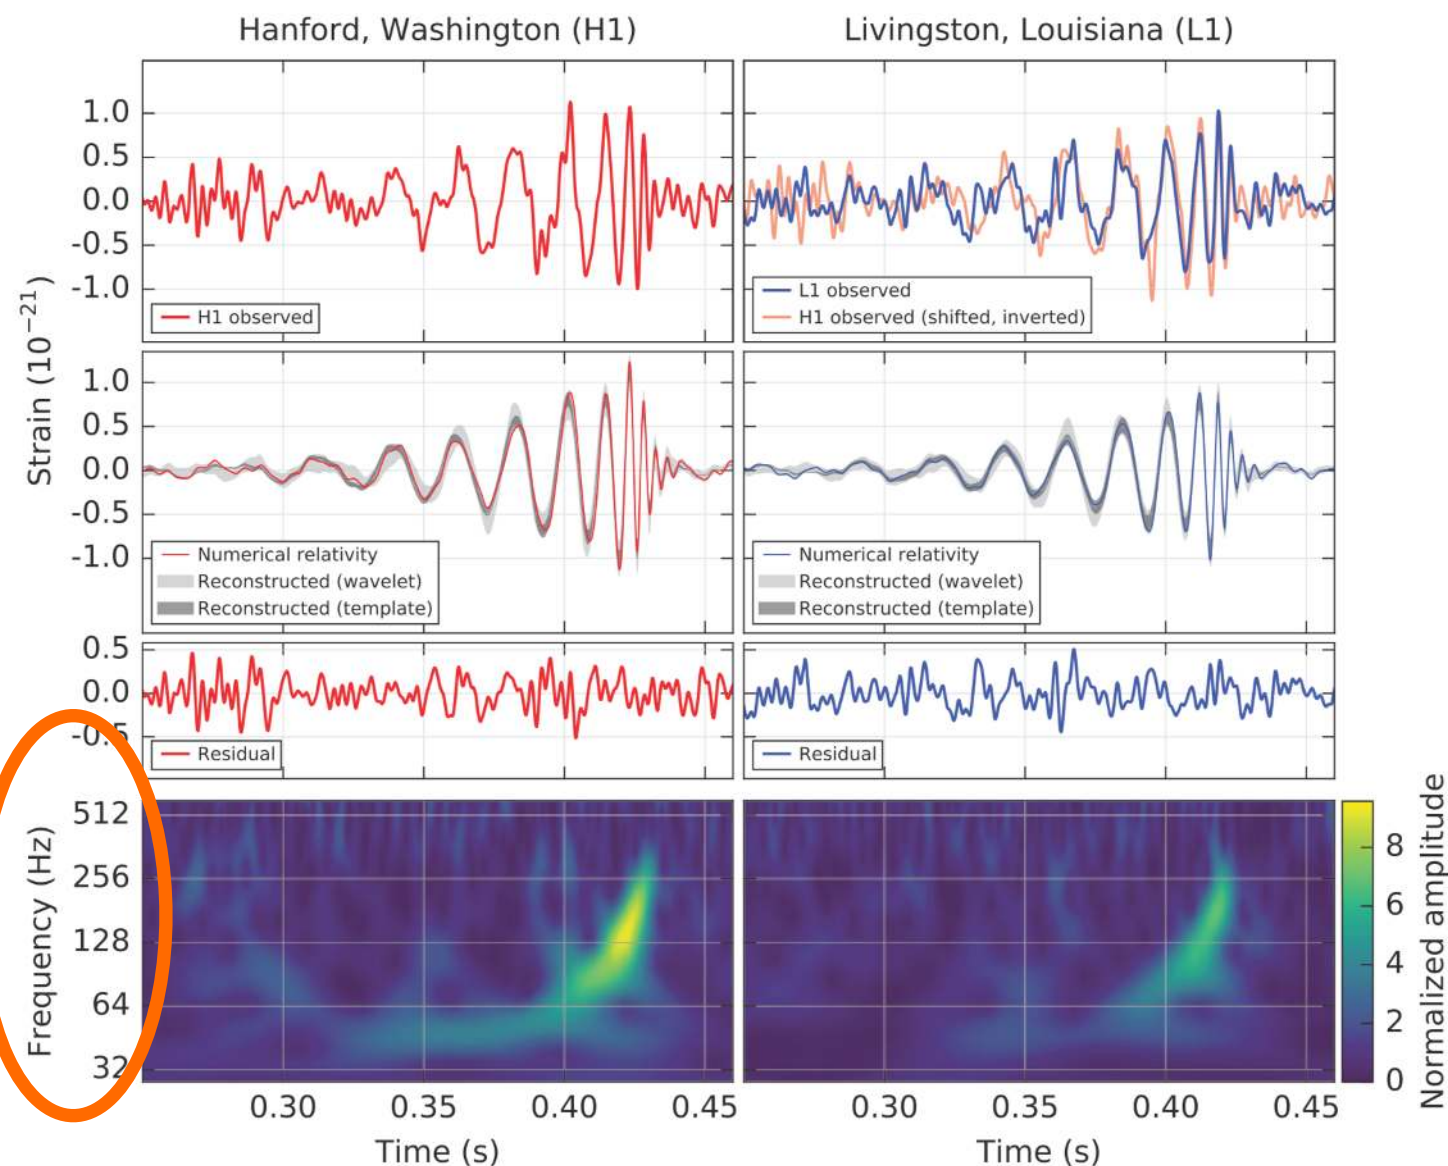 Hanford, Washington (H1)
Livingston, Louisiana (L1)
Strain (10⁻²¹)
1.0
0.5
0.0
-0.5
-1.0
H1 observed
L1 observed
H1 observed (shifted, inverted)
1.0
0.5
0.0
-0.5
-1.0
Numerical relativity
Reconstructed (wavelet)
Reconstructed (template)
Numerical relativity
Reconstructed (wavelet)
Reconstructed (template)
0.5
0.0
-0.5
Residual
Residual
Frequency (Hz)
512
256
128
64
32
0.30 0.35 0.40 0.45
Time (s)
0.30 0.35 0.40 0.45
Time (s)
Normalized amplitude
8
6
4
2
0